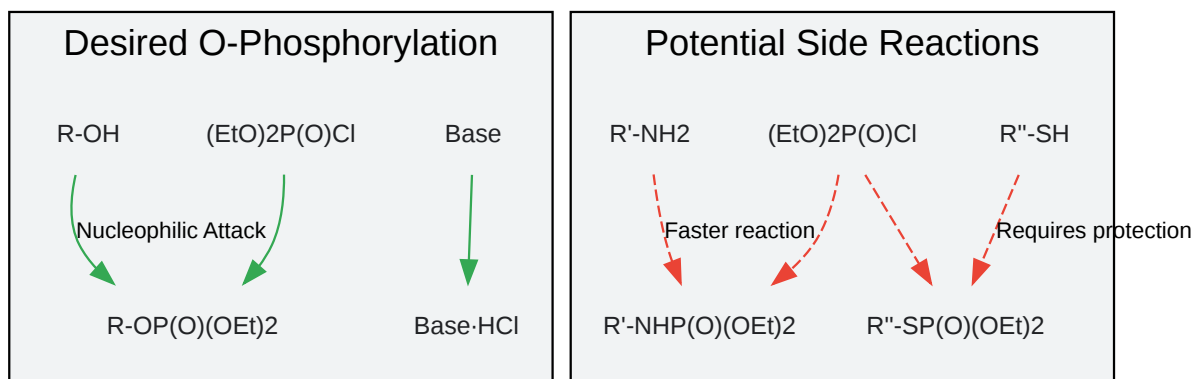 Desired O-Phosphorylation
R-OH
(EtO)2P(O)Cl
Base
Nucleophilic Attack
R-OP(O)(OEt)2
Base·HCl
Potential Side Reactions
R'-NH2
(EtO)2P(O)Cl
R"-SH
Faster reaction
Requires protection
R'-NHP(O)(OEt)2
R"-SP(O)(OEt)2